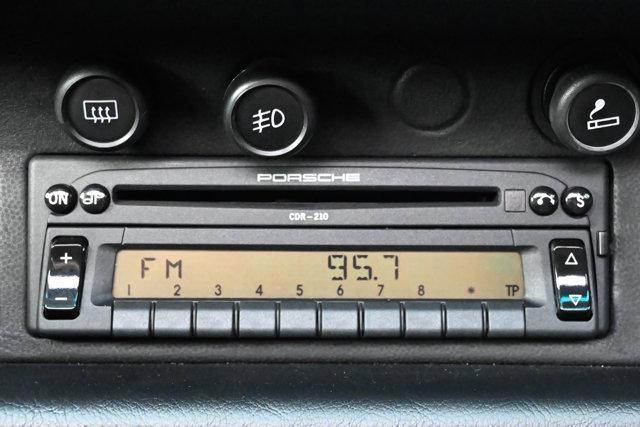 PORSCHE
CDR-210
ON
FM 95.7
1 2 3 4 5 6 7 8 * TP